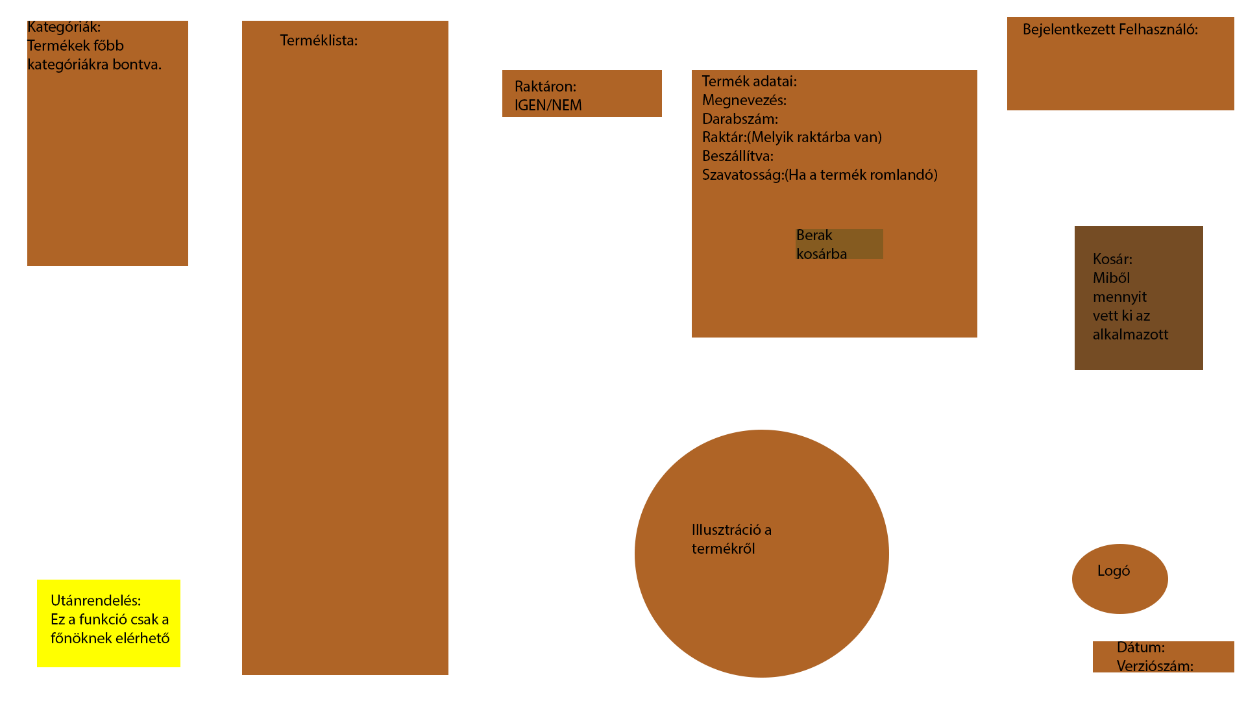 Kategóriák:
Termékek főbb
kategóriákra bontva.
Terméklista:
Raktáron:
IGEN/NEM
Termék adatai:
Megnevezés:
Darabszám:
Raktár:(Melyik raktárba van)
Beszállítva:
Szavatosság:(Ha a termék romlandó)
Berak
kosárba
Bejelentkezett Felhasználó:
Kosár:
Miből
mennyit
vett ki az
alkalmazott
Illusztráció a
termékről
Logó
Utánrendelés:
Ez a funkció csak a
főnöknek elérhető
Dátum:
Verziószám: